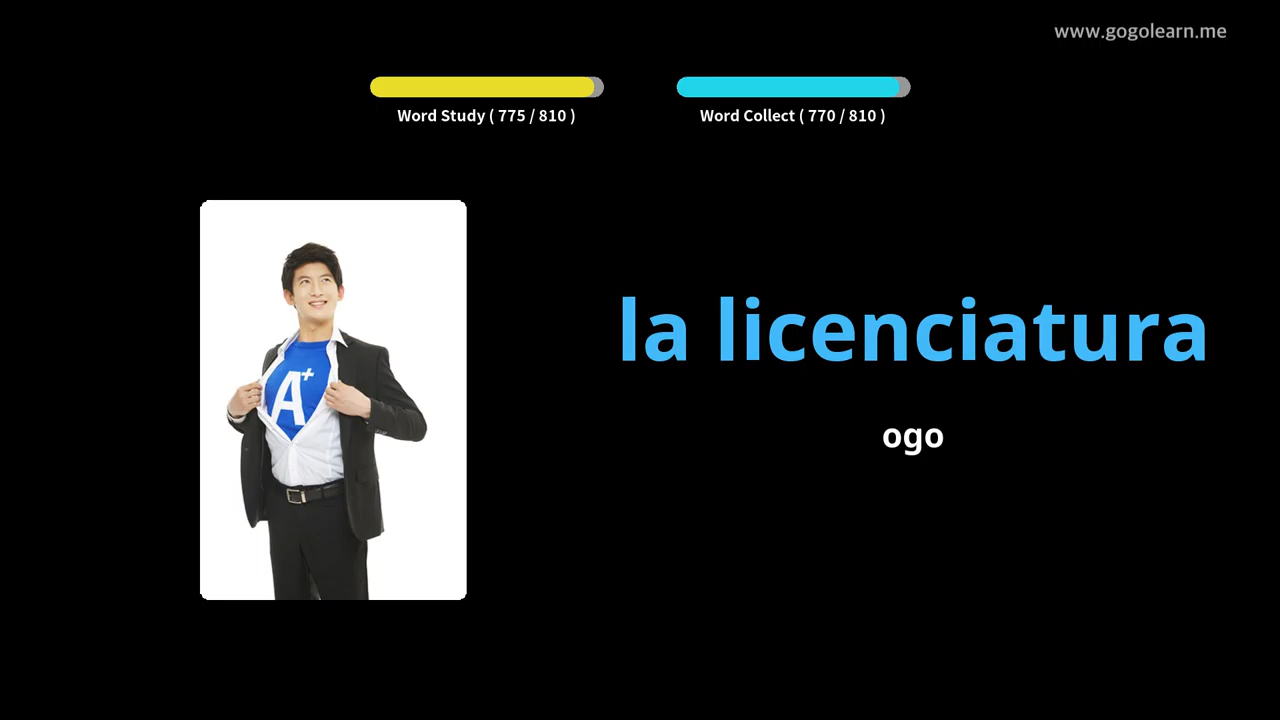 www.gogolearn.me
Word Study ( 775 / 810 )
Word Collect ( 770 / 810 )
A+
la licenciatura
ogo